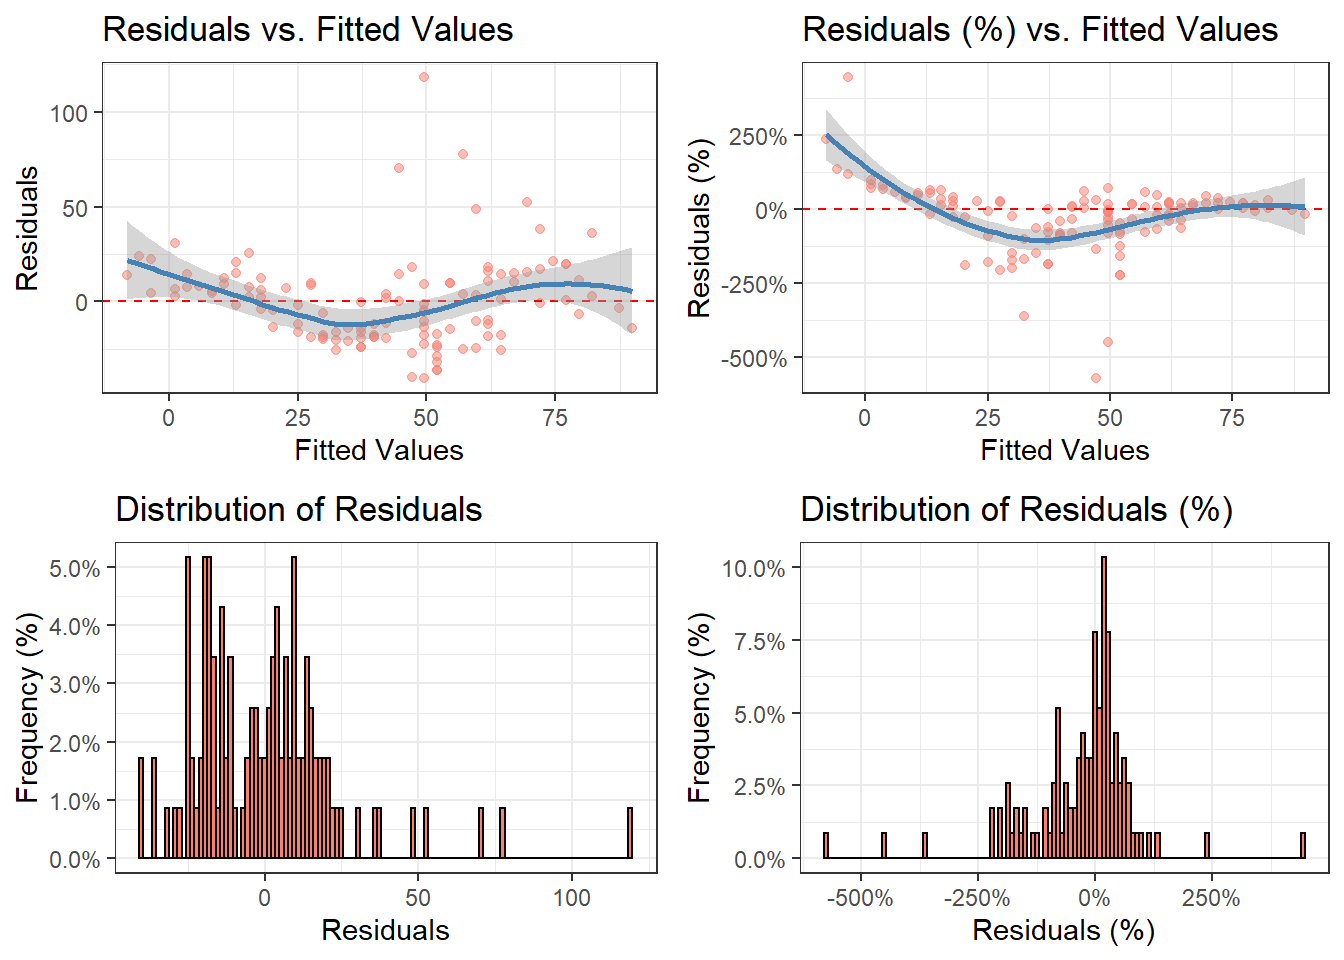 Residuals vs. Fitted Values
Residuals
100
50
0
0
25
50
75
Fitted Values
Residuals (%) vs. Fitted Values
Residuals (%)
250%
0%
-250%
-500%
0
25
50
75
Fitted Values
Distribution of Residuals
Frequency (%)
5.0%
4.0%
3.0%
2.0%
1.0%
0.0%
0
50
100
Residuals
Distribution of Residuals (%)
Frequency (%)
10.0%
7.5%
5.0%
2.5%
0.0%
-500%
-250%
0%
250%
Residuals (%)